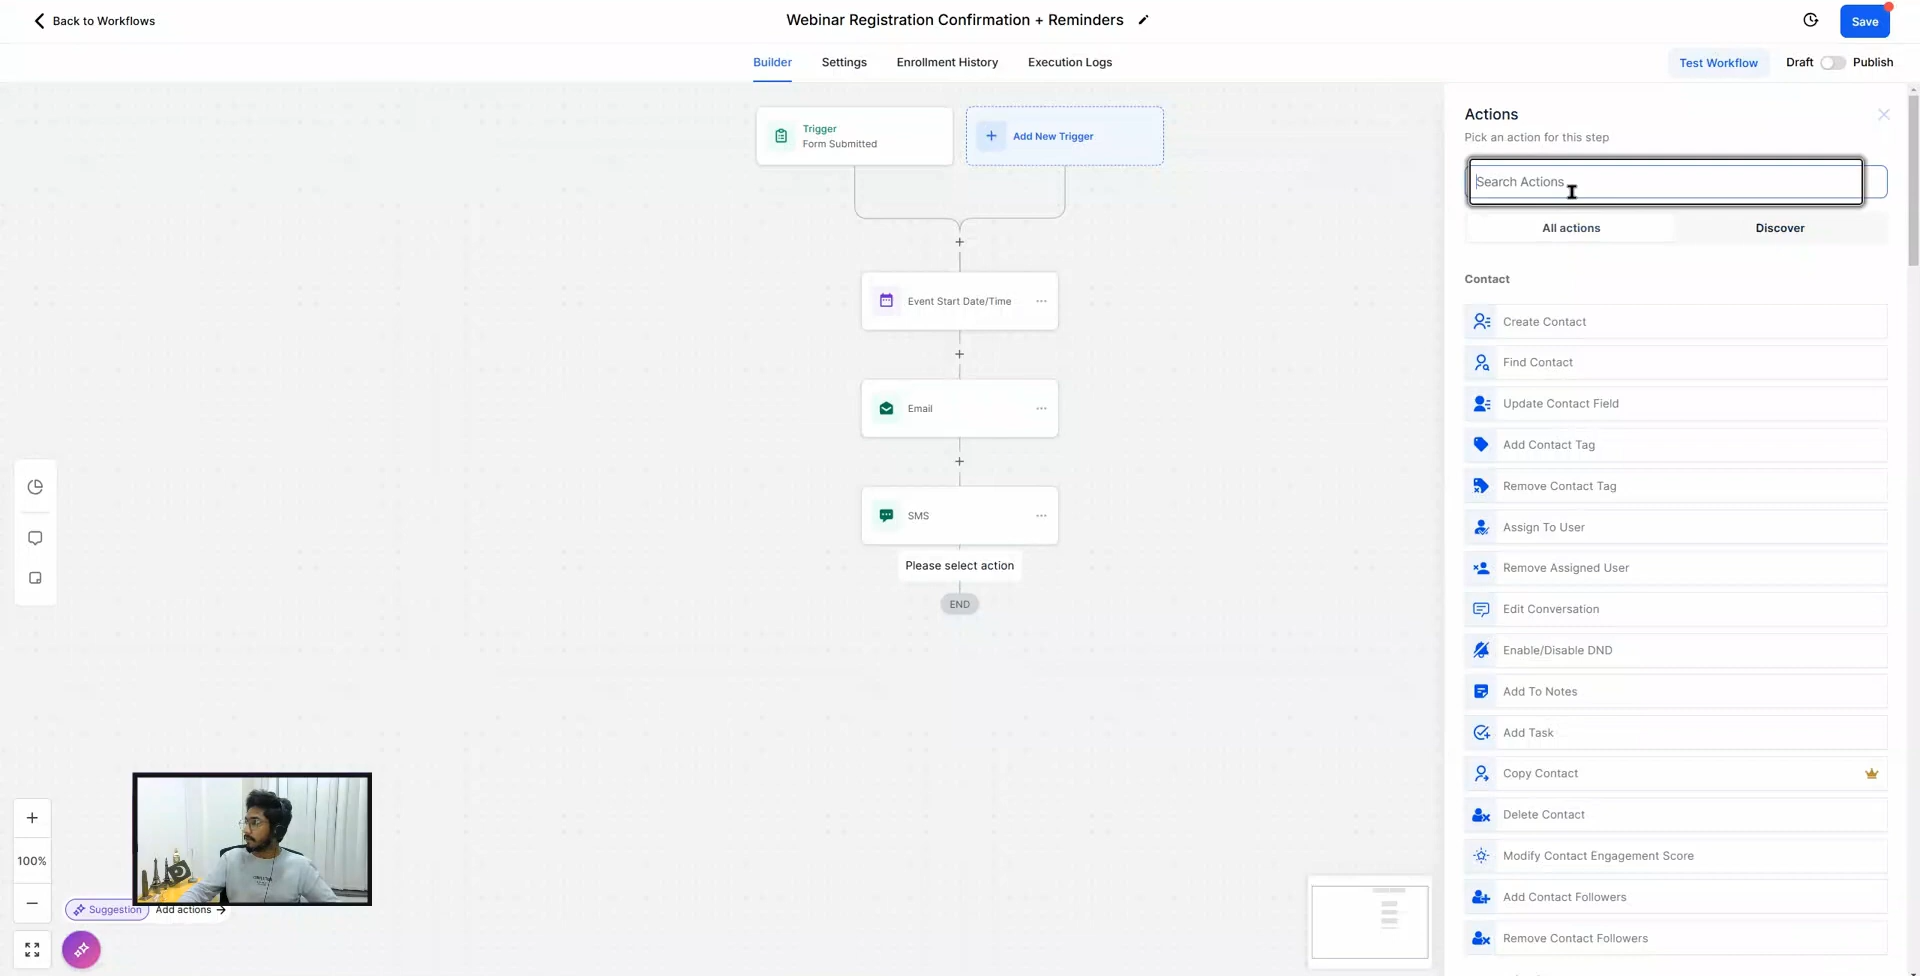 Back to Workflows
Webinar Registration Confirmation + Reminders
Save
Builder
Settings
Enrollment History
Execution Logs
Test Workflow
Draft
Publish
Trigger
Form Submitted
Add New Trigger
Event Start Date/Time
Email
SMS
Please select action
END
100%
Suggestion
Add actions
Actions
Pick an action for this step
Search Actions
All actions
Discover
Contact
Create Contact
Find Contact
Update Contact Field
Add Contact Tag
Remove Contact Tag
Assign To User
Remove Assigned User
Edit Conversation
Enable/Disable DND
Add To Notes
Add Task
Copy Contact
Delete Contact
Modify Contact Engagement Score
Add Contact Followers
Remove Contact Followers